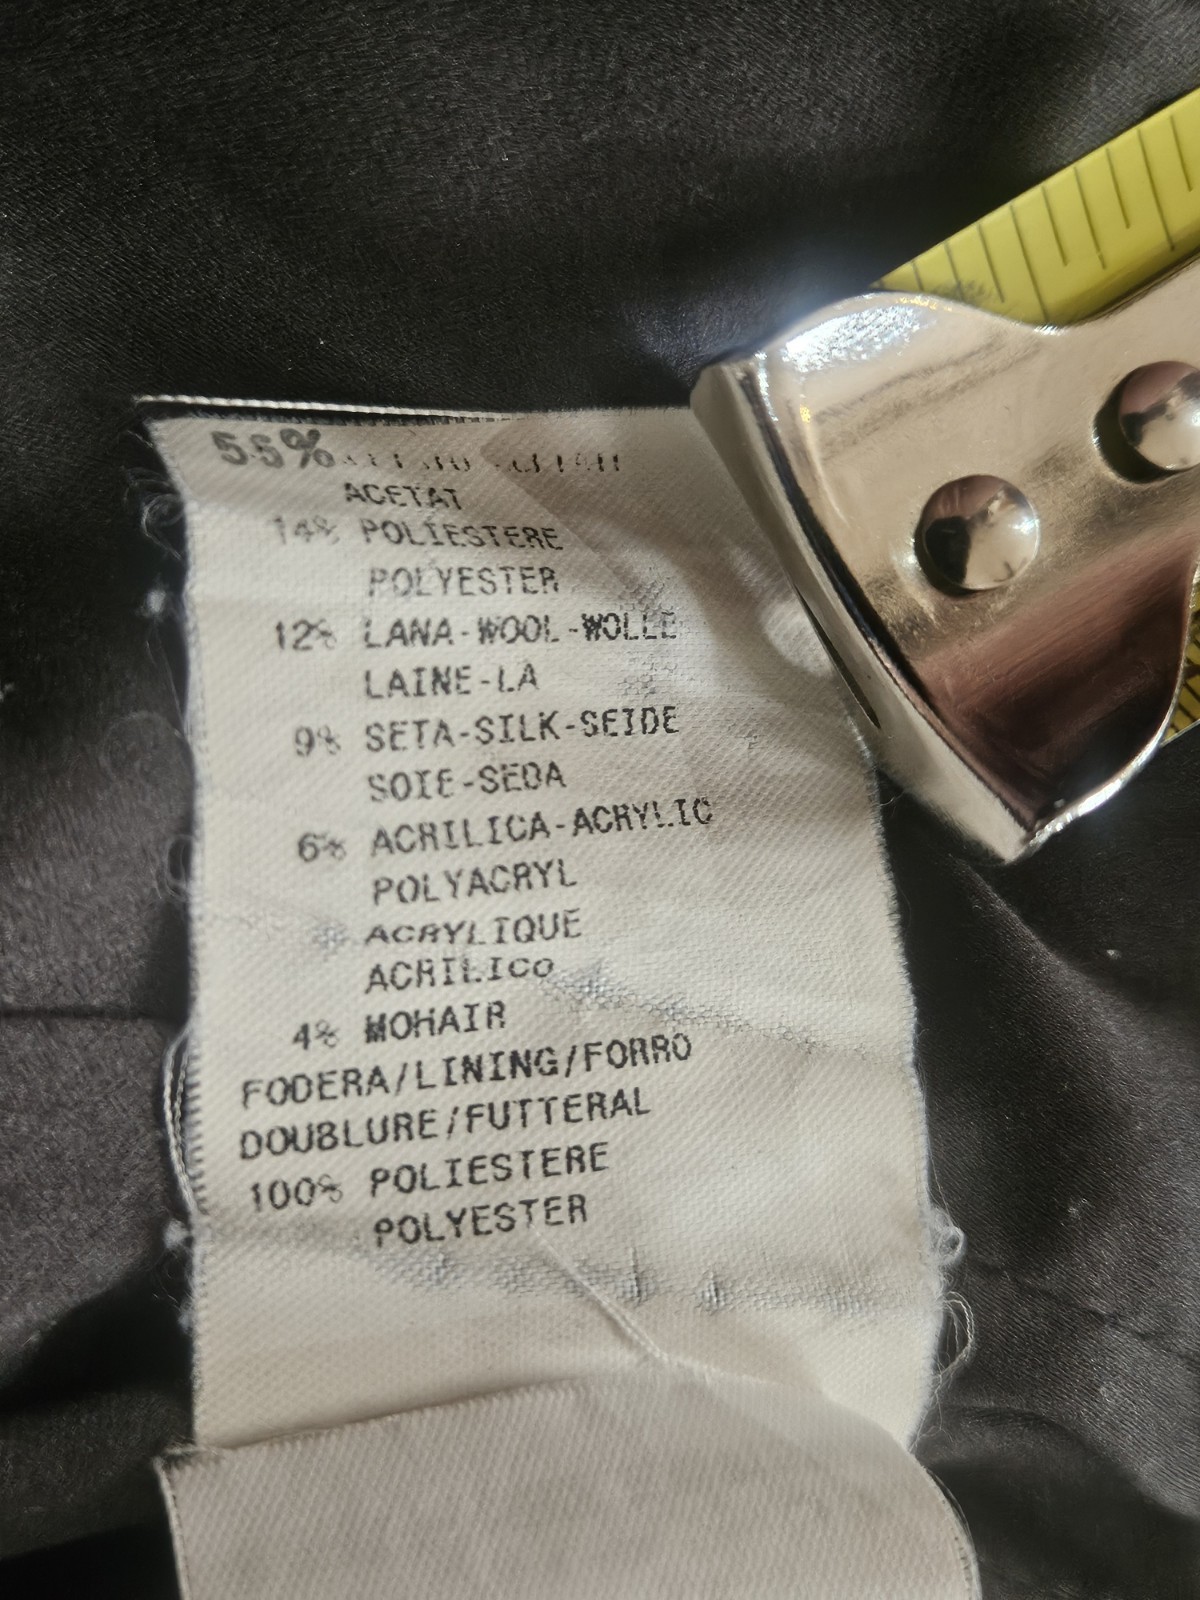 55%
ACETAT
14% POLIESTERE
POLYESTER
12% LANA-WOOL-WOLLE
LAINE-LA
9% SETA-SILK-SEIDE
SOIE-SEDA
6% ACRILICA-ACRYLIC
POLYACRYL
ACRYLIQUE
ACRILICO
4% MOHAIR
FODERA/LINING/FORRO
DOUBLURE/FUTTERAL
100% POLIESTERE
POLYESTER